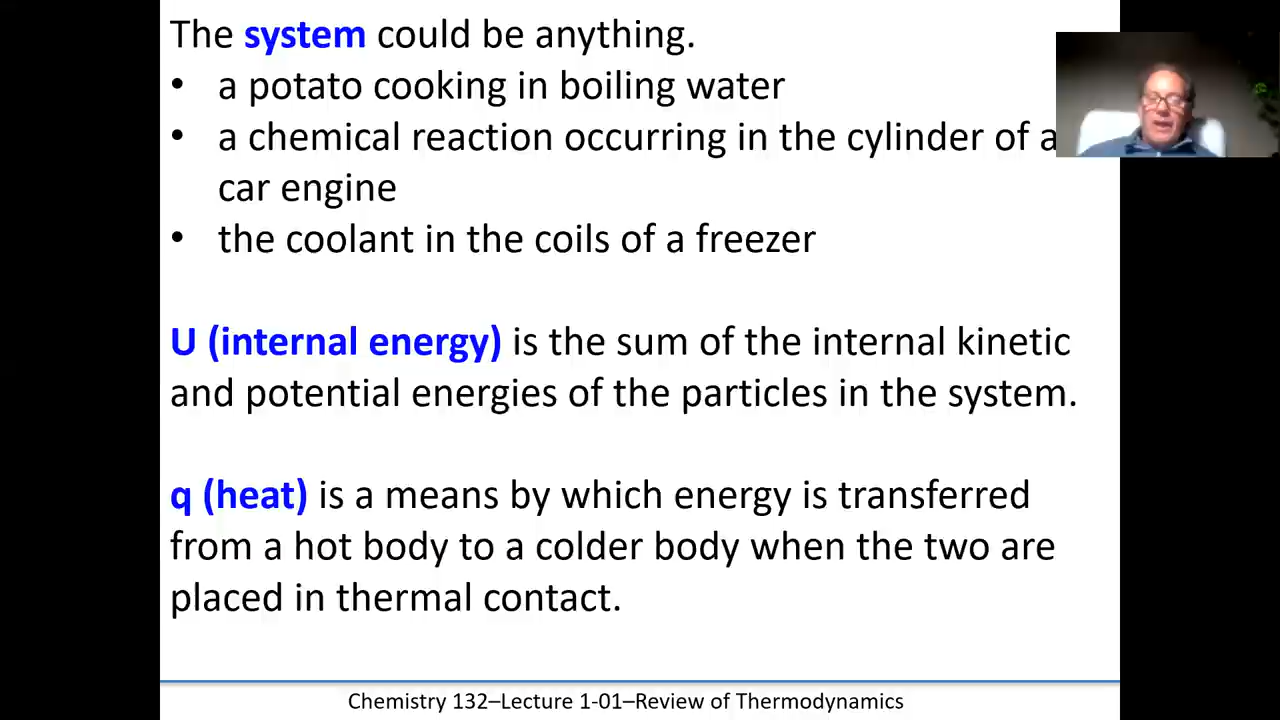 The system could be anything.
• a potato cooking in boiling water
• a chemical reaction occurring in the cylinder of a
car engine
• the coolant in the coils of a freezer
U (internal energy) is the sum of the internal kinetic
and potential energies of the particles in the system.
q (heat) is a means by which energy is transferred
from a hot body to a colder body when the two are
placed in thermal contact.
Chemistry 132–Lecture 1-01–Review of Thermodynamics